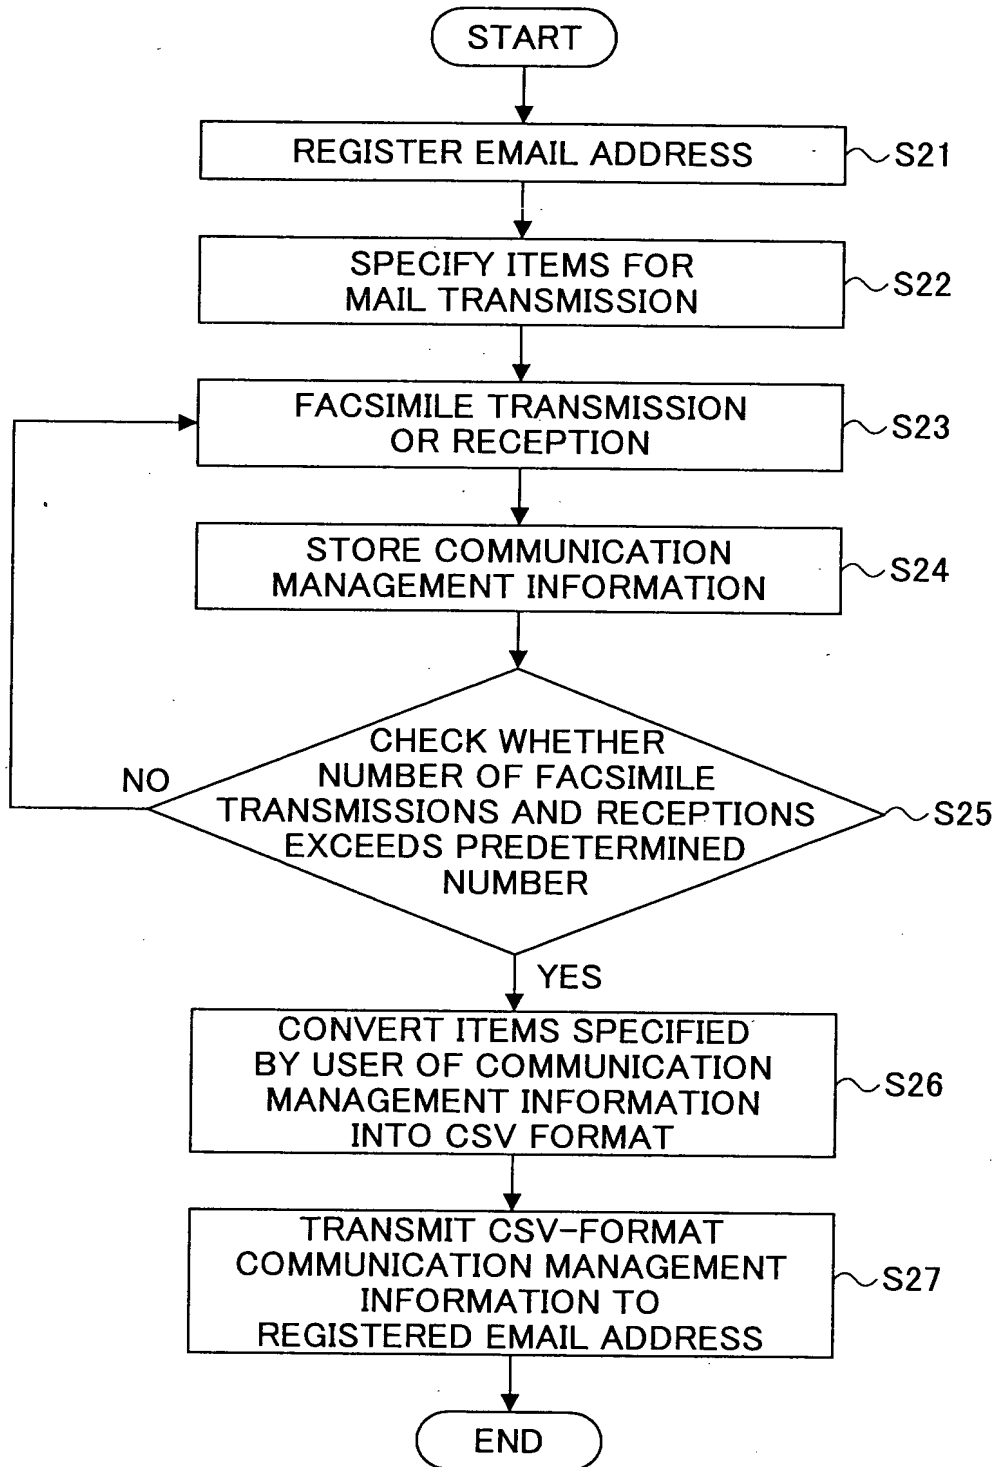 START
REGISTER EMAIL ADDRESS
S21
SPECIFY ITEMS FOR
MAIL TRANSMISSION
S22
FACSIMILE TRANSMISSION
OR RECEPTION
S23
STORE COMMUNICATION
MANAGEMENT INFORMATION
S24
CHECK WHETHER
NUMBER OF FACSIMILE
TRANSMISSIONS AND RECEPTIONS
EXCEEDS PREDETERMINED
NUMBER
S25
NO
YES
CONVERT ITEMS SPECIFIED
BY USER OF COMMUNICATION
MANAGEMENT INFORMATION
INTO CSV FORMAT
S26
TRANSMIT CSV-FORMAT
COMMUNICATION MANAGEMENT
INFORMATION TO
REGISTERED EMAIL ADDRESS
S27
END